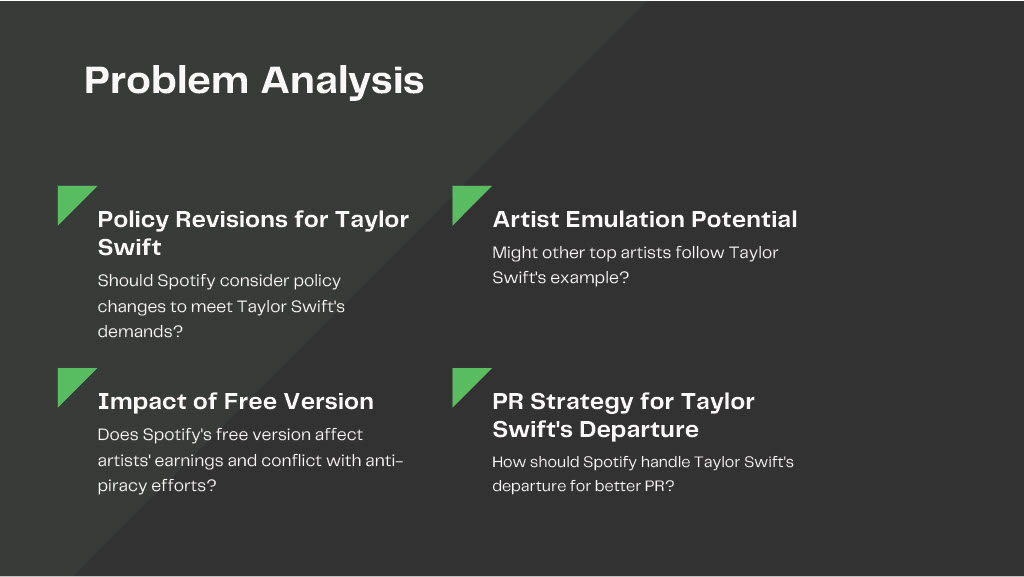 Problem Analysis
Policy Revisions for Taylor
Swift
Should Spotify consider policy
changes to meet Taylor Swift's
demands?
Artist Emulation Potential
Might other top artists follow Taylor
Swift's example?
Impact of Free Version
Does Spotify's free version affect
artists' earnings and conflict with anti-
piracy efforts?
PR Strategy for Taylor
Swift's Departure
How should Spotify handle Taylor Swift's
departure for better PR?